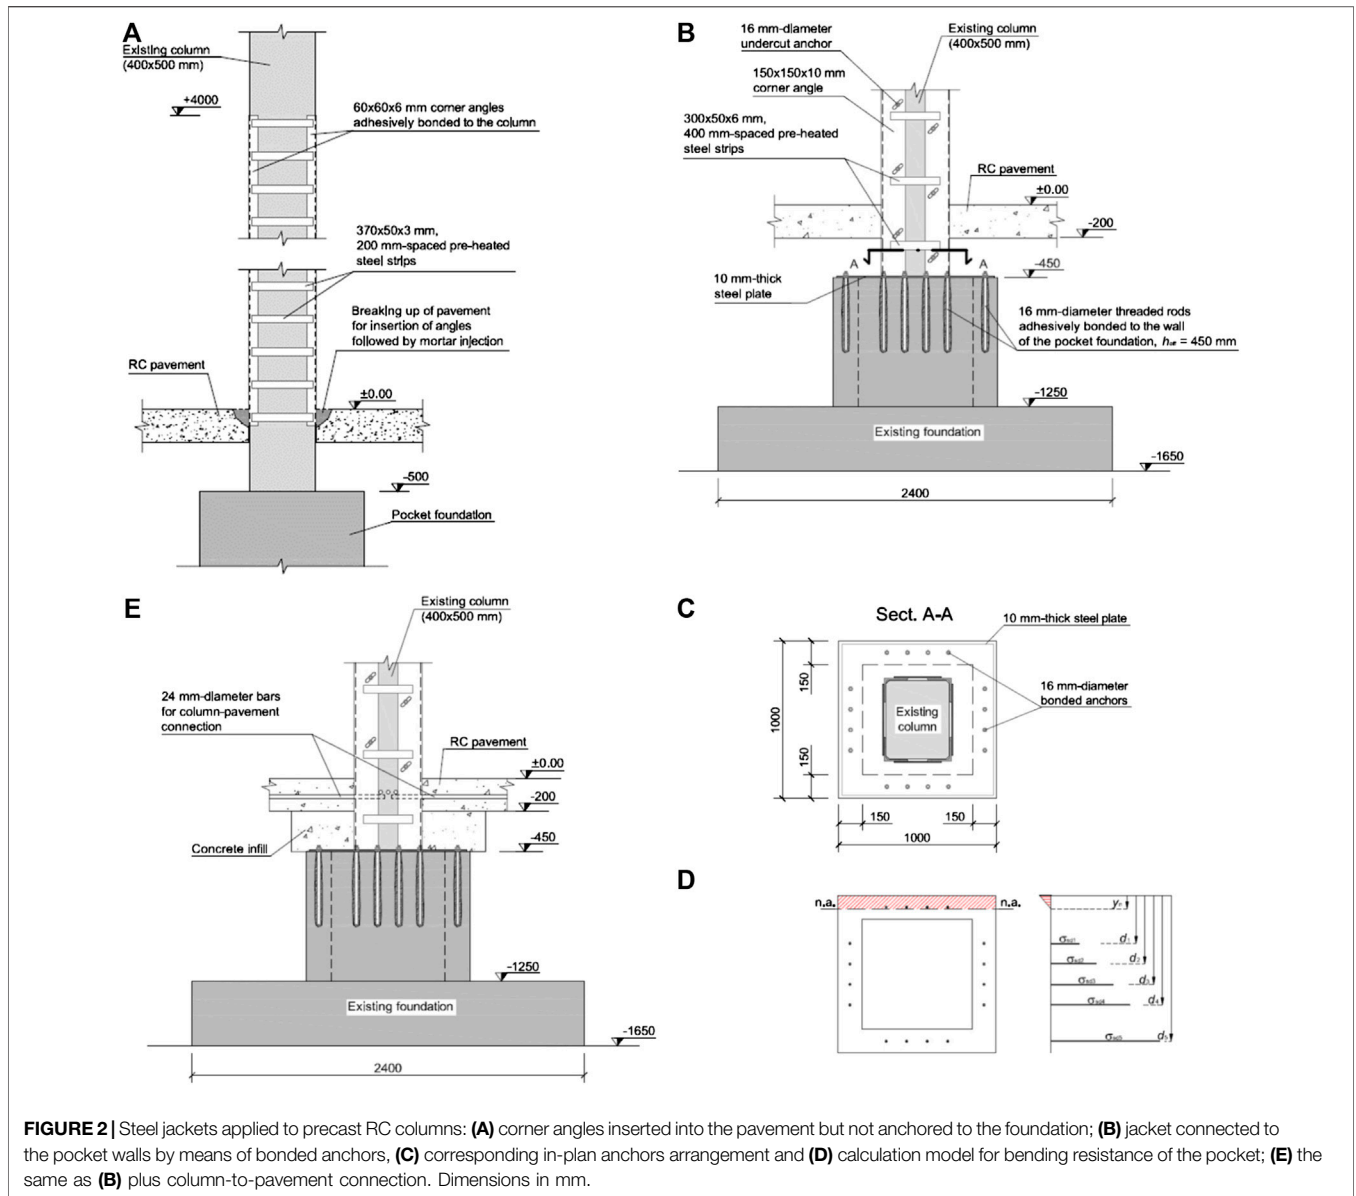 A
Existing column
(400x500 mm)
+4000
60x60x6 mm corner angles
adhesively bonded to the column
370x50x3 mm,
200 mm-spaced pre-heated
steel strips
Breaking up of pavement
for insertion of angles
followed by mortar injection
RC pavement
±0.00
-500
Pocket foundation
B
16 mm-diameter
undercut anchor
Existing column
(400x500 mm)
150x150x10 mm
corner angle
300x50x6 mm,
400 mm-spaced pre-heated
steel strips
RC pavement
±0.00
-200
A
A
-450
10 mm-thick
steel plate
16 mm-diameter threaded rods
adhesively bonded to the wall
of the pocket foundation, hef = 450 mm
-1250
Existing foundation
-1650
2400
E
Existing column
(400x500 mm)
24 mm-diameter bars
for column-pavement
connection
RC pavement
±0.00
-200
Concrete infill
-450
-1250
Existing foundation
-1650
2400
C
Sect. A-A
10 mm-thick steel plate
150
1000
150
Existing
column
16 mm-diameter
bonded anchors
150
150
1000
D
n.a.
n.a.
σsd1
d1
σsd2
d2
σsd3
d3
σsd4
d4
σsd5
d5
FIGURE 2 | Steel jackets applied to precast RC columns: (A) corner angles inserted into the pavement but not anchored to the foundation; (B) jacket connected to
the pocket walls by means of bonded anchors, (C) corresponding in-plan anchors arrangement and (D) calculation model for bending resistance of the pocket; (E) the
same as (B) plus column-to-pavement connection. Dimensions in mm.